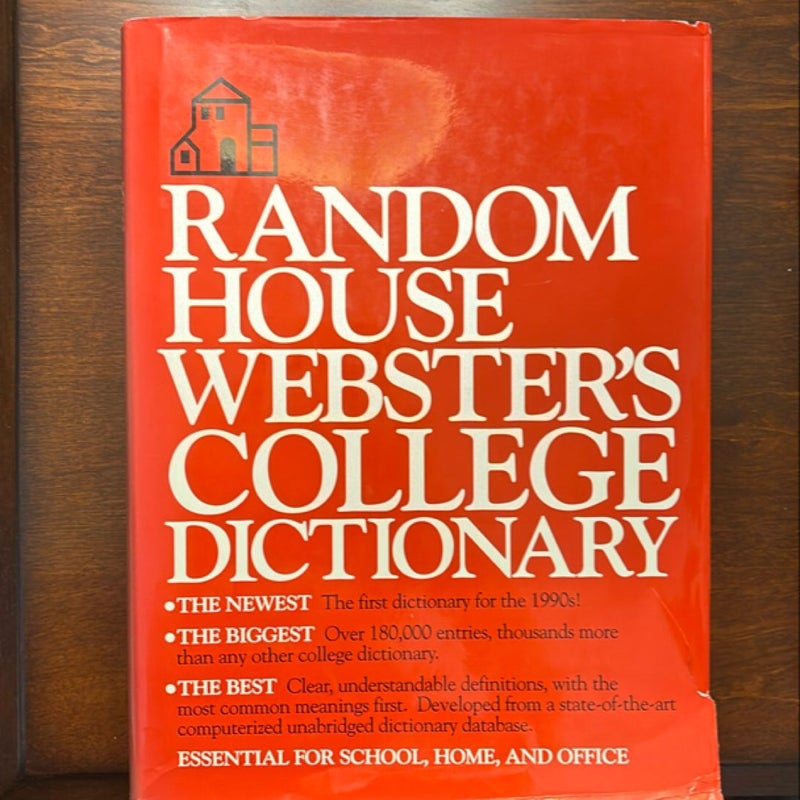 RANDOM
HOUSE
WEBSTER'S
COLLEGE
DICTIONARY
•THE NEWEST The first dictionary for the 1990s!
•THE BIGGEST Over 180,000 entries, thousands more
than any other college dictionary.
•THE BEST Clear, understandable definitions, with the
most common meanings first. Developed from a state-of-the-art
computerized unabridged dictionary database.
ESSENTIAL FOR SCHOOL, HOME, AND OFFICE